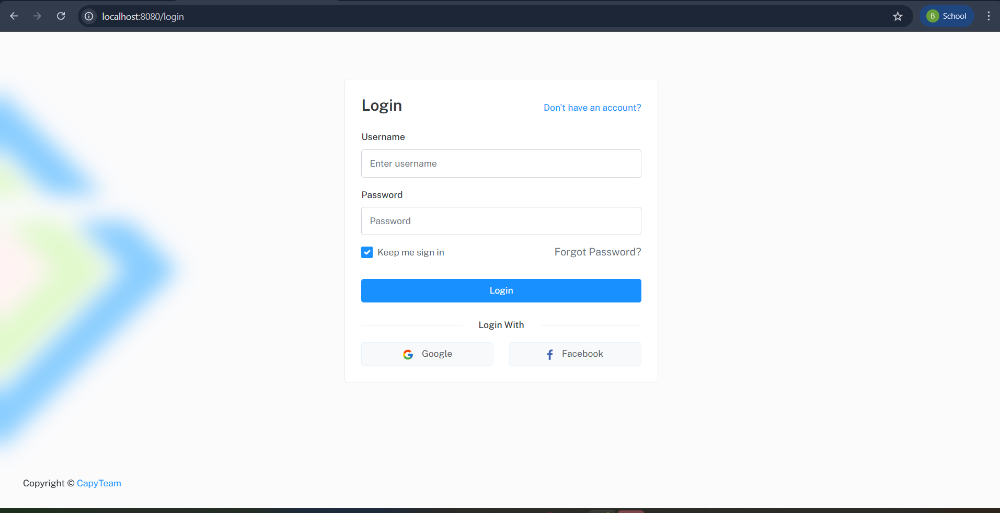 localhost:8080/login
B School
Login
Don't have an account?
Username
Enter username
Password
Password
Keep me sign in
Forgot Password?
Login
Login With
Google
Facebook
Copyright © CapyTeam